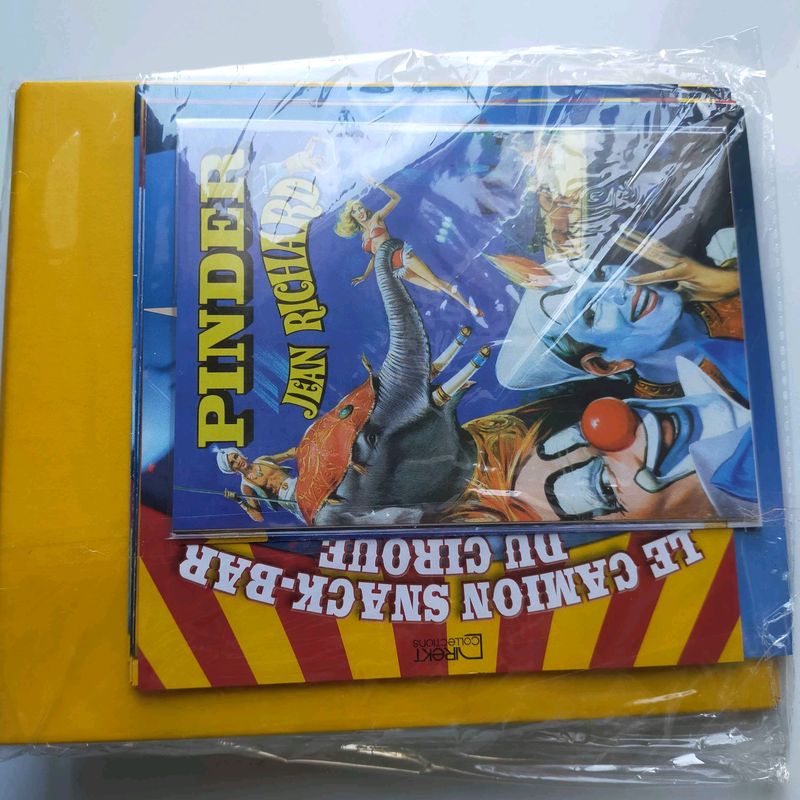 PINDER
JEAN RICHARD
LE CAMION SNACK-BAR
DU CIRQUE
DIREKT
COLLECTIONS